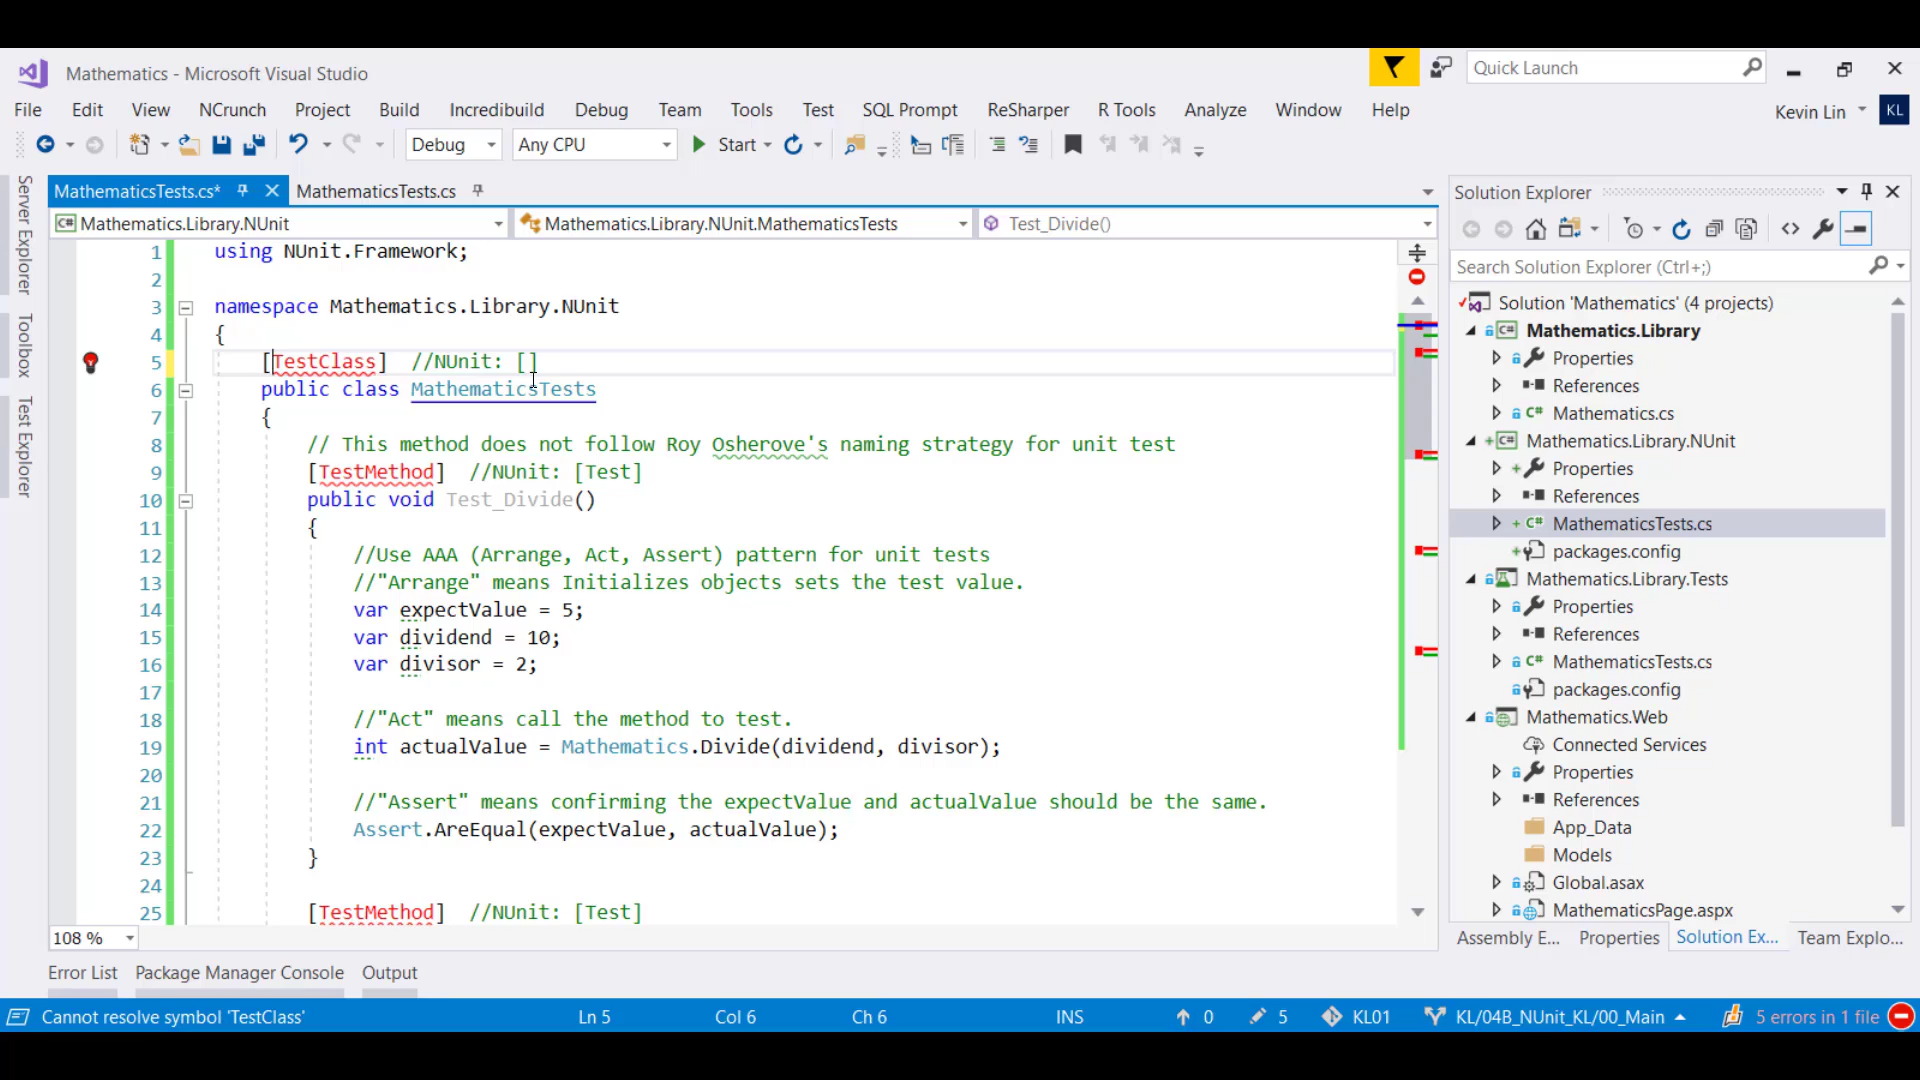 Mathematics - Microsoft Visual Studio
Quick Launch
File Edit View NCrunch Project Build Incredibuild Debug Team Tools Test SQL Prompt ReSharper R Tools Analyze Window Help
Kevin Lin KL
Debug Any CPU Start
MathematicsTests.cs* MathematicsTests.cs
Mathematics.Library.NUnit Mathematics.Library.NUnit.MathematicsTests Test_Divide()
Server Explorer
Toolbox
Test Explorer
1 using NUnit.Framework;
2
3 namespace Mathematics.Library.NUnit
4 {
5 [TestClass] //NUnit: []
6 public class MathematicsTests
7 {
8 // This method does not follow Roy Osherove's naming strategy for unit test
9 [TestMethod] //NUnit: [Test]
10 public void Test_Divide()
11 {
12 //Use AAA (Arrange, Act, Assert) pattern for unit tests
13 //"Arrange" means Initializes objects sets the test value.
14 var expectValue = 5;
15 var dividend = 10;
16 var divisor = 2;
17
18 //"Act" means call the method to test.
19 int actualValue = Mathematics.Divide(dividend, divisor);
20
21 //"Assert" means confirming the expectValue and actualValue should be the same.
22 Assert.AreEqual(expectValue, actualValue);
23 }
24
25 [TestMethod] //NUnit: [Test]
108 %
Solution Explorer
Search Solution Explorer (Ctrl+;)
Solution 'Mathematics' (4 projects)
Mathematics.Library
Properties
References
Mathematics.cs
Mathematics.Library.NUnit
Properties
References
MathematicsTests.cs
packages.config
Mathematics.Library.Tests
Properties
References
MathematicsTests.cs
packages.config
Mathematics.Web
Connected Services
Properties
References
App_Data
Models
Global.asax
MathematicsPage.aspx
Assembly E... Properties Solution Ex... Team Explo...
Error List Package Manager Console Output
Cannot resolve symbol 'TestClass' Ln 5 Col 6 Ch 6 INS 0 5 KL01 KL/04B_NUnit_KL/00_Main 5 errors in 1 file